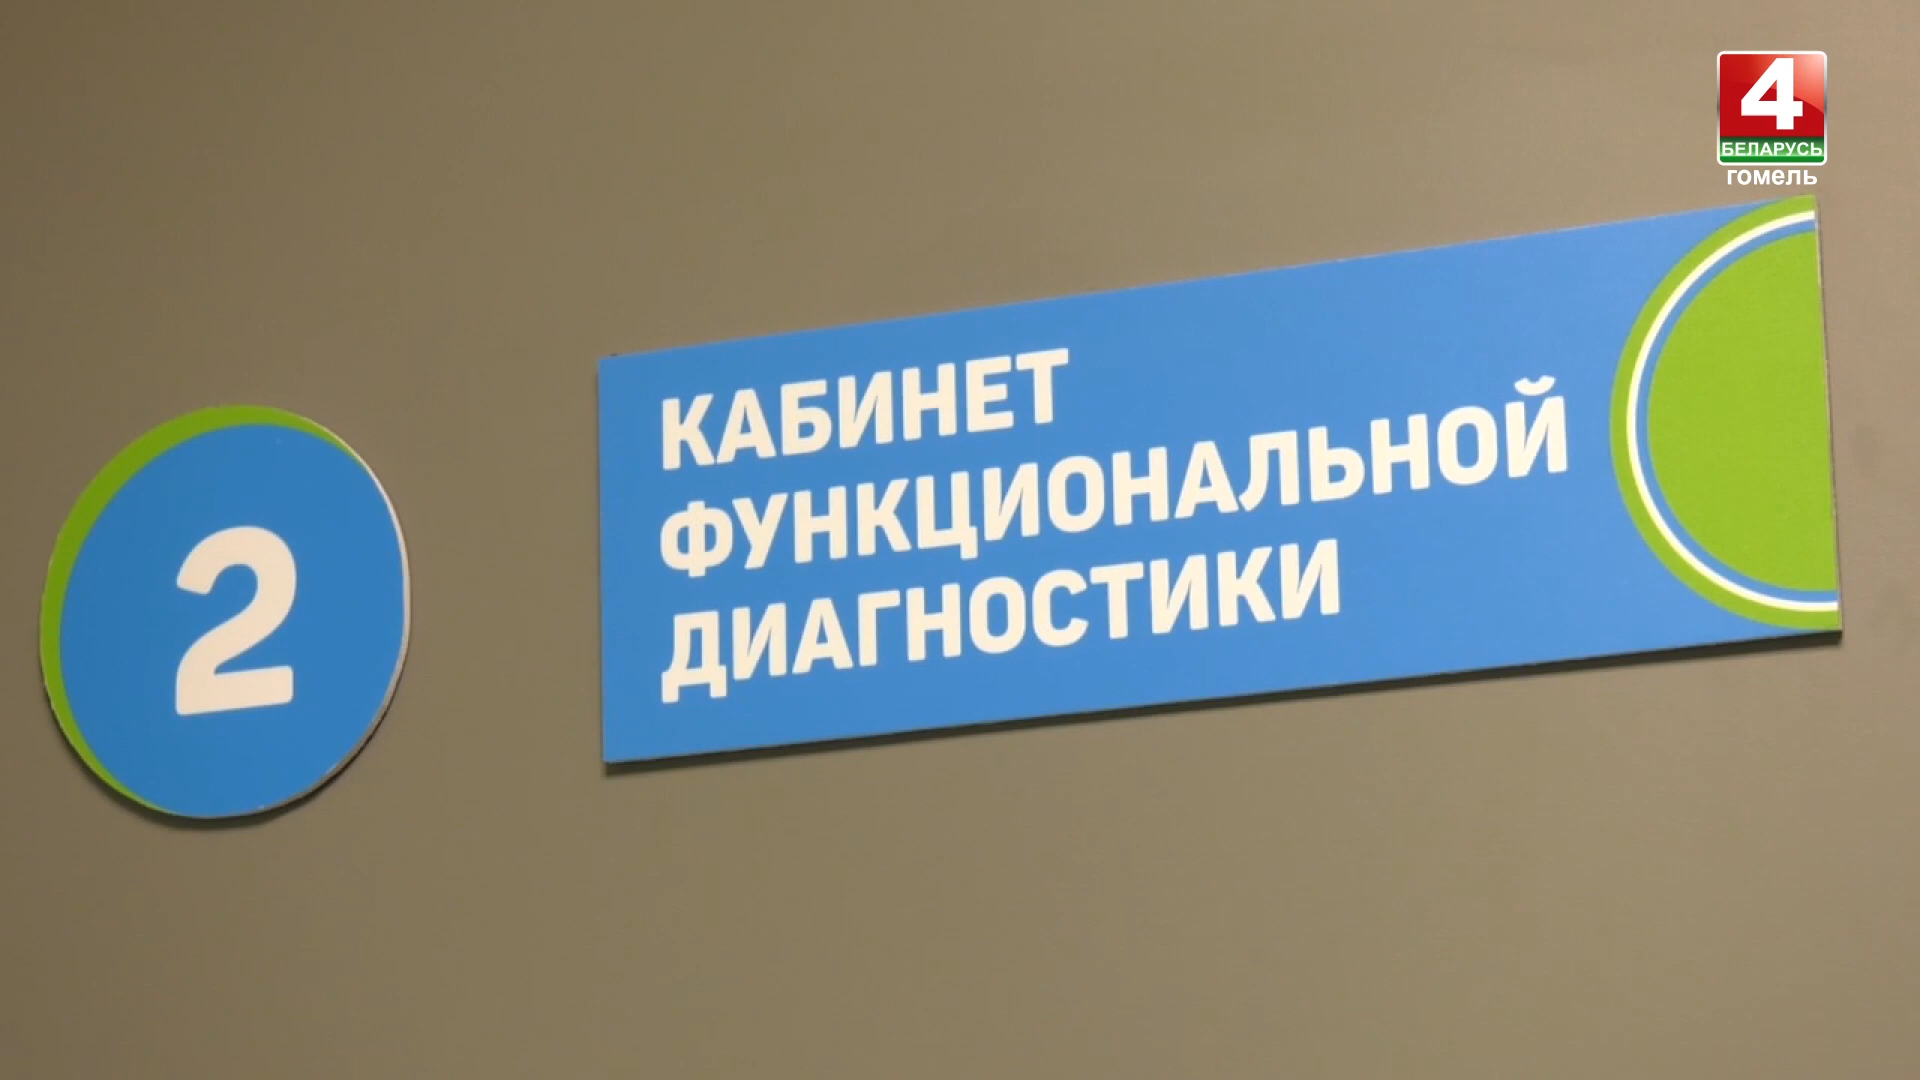 4
БЕЛАРУСЬ
гомель
2
КАБИНЕТ
ФУНКЦИОНАЛЬНОЙ
ДИАГНОСТИКИ